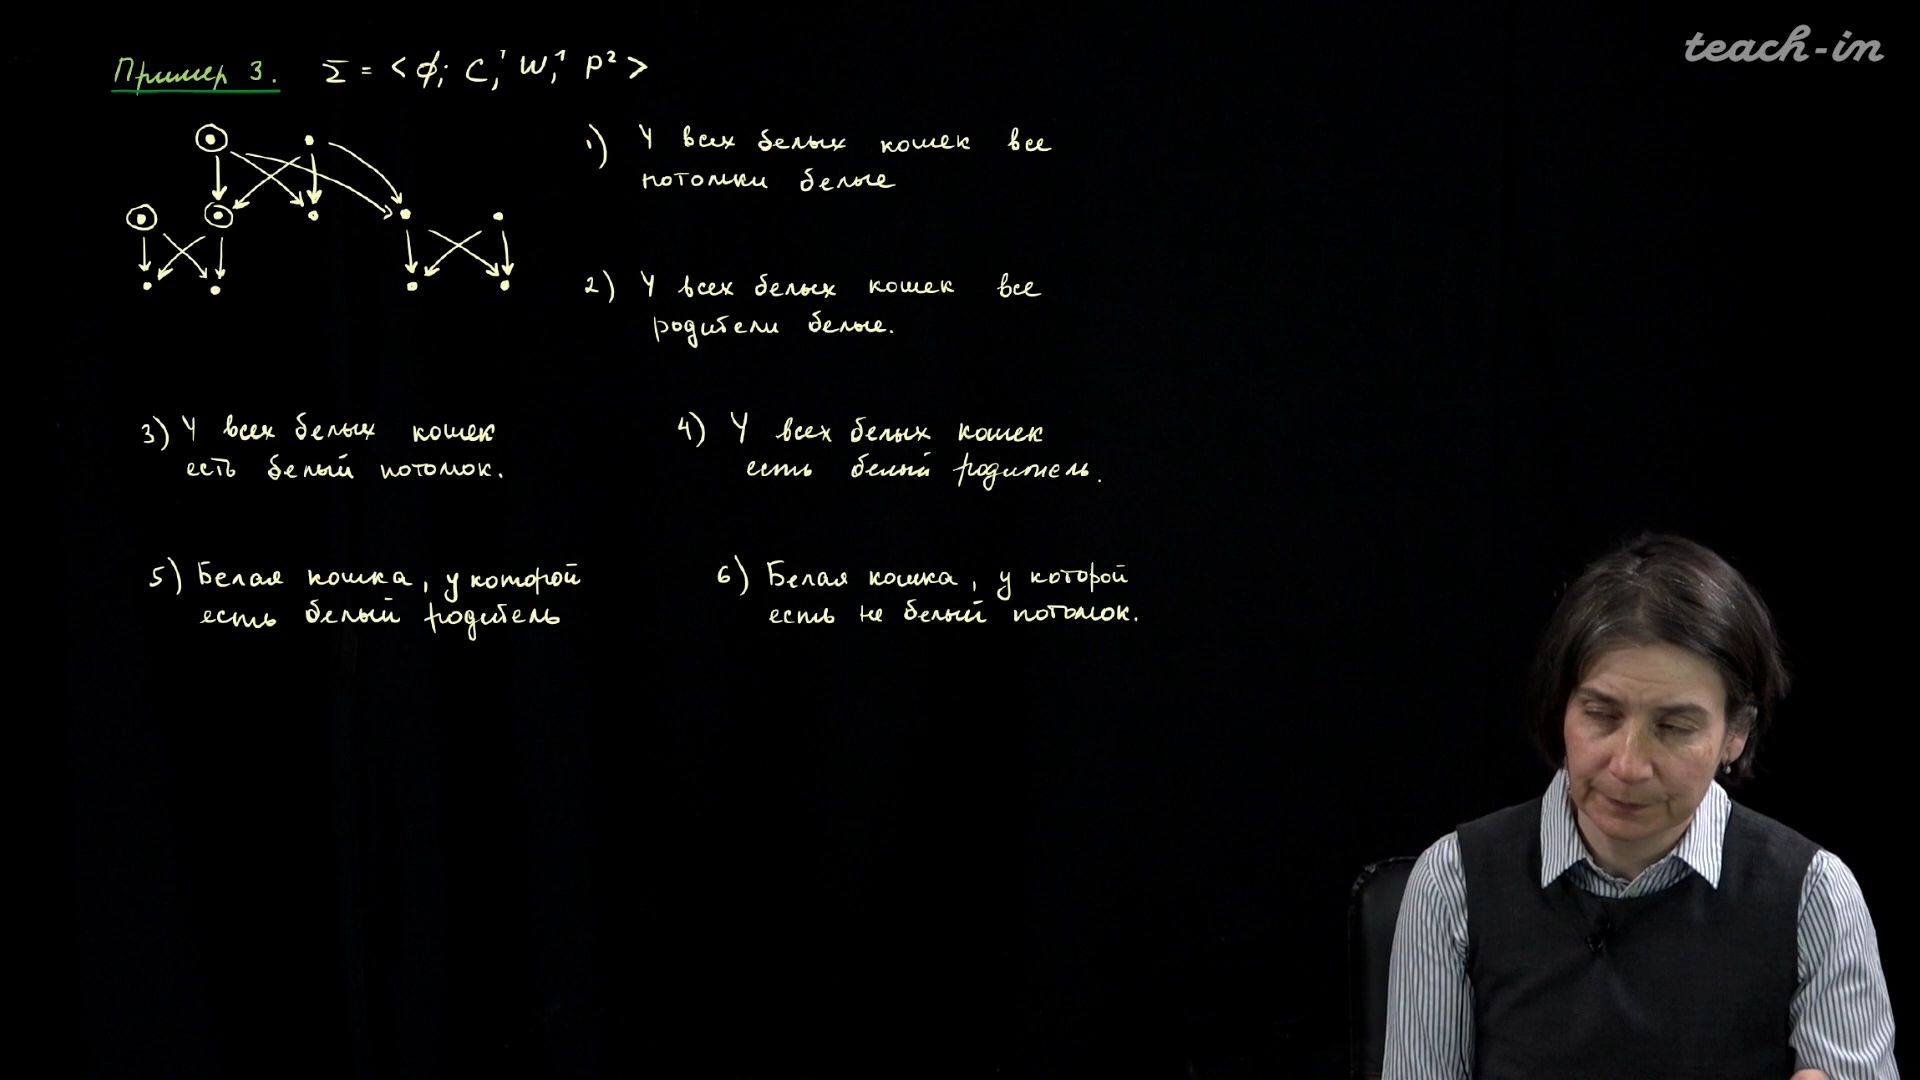 Пример 3. Σ = <ϕ; C¹, W¹, P²>
teach-in
1) У всех белых кошек все
потомки белые
2) У всех белых кошек все
родители белые.
3) У всех белых кошек
есть белый потомок.
4) У всех белых кошек
есть белый родитель.
5) Белая кошка, у которой
есть белый родитель
6) Белая кошка, у которой
есть не белый потомок.